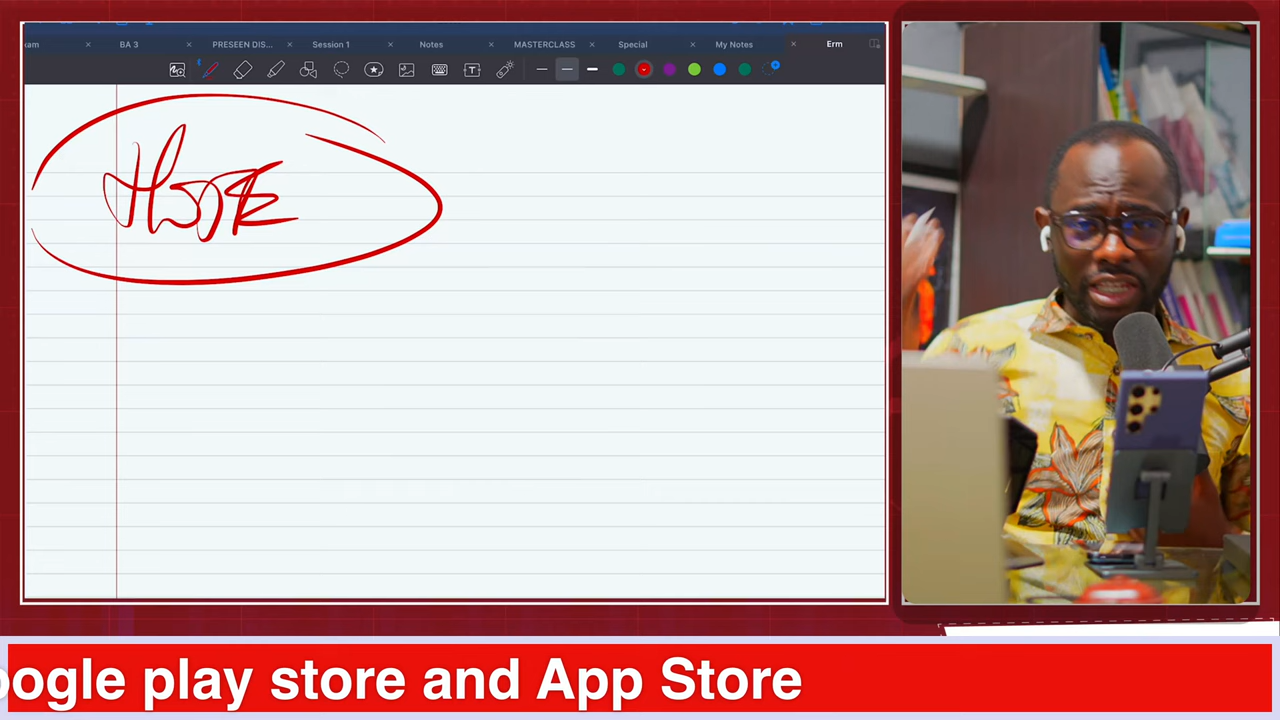 am BA 3 PRESEEN DIS... Session 1 Notes MASTERCLASS Special My Notes Erm
HOPE
oogle play store and App Store